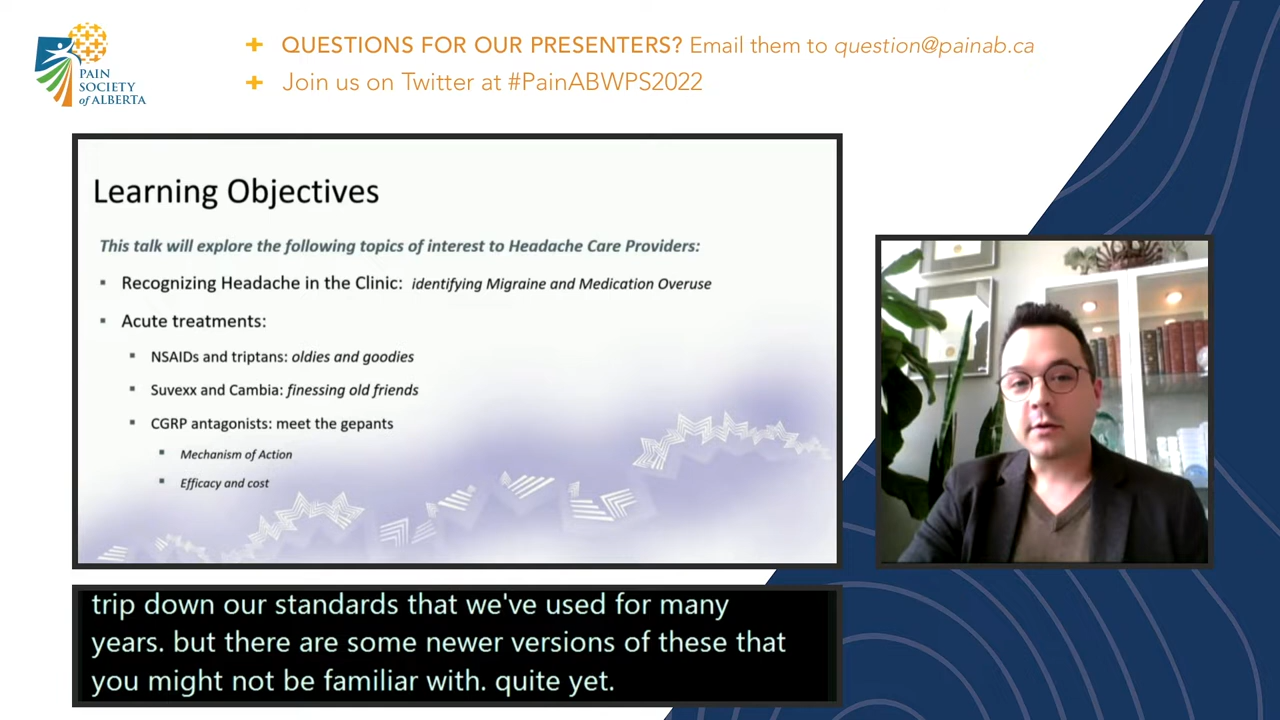 PAIN
SOCIETY
of ALBERTA
+ QUESTIONS FOR OUR PRESENTERS? Email them to question@painab.ca
+ Join us on Twitter at #PainABWPS2022
Learning Objectives
This talk will explore the following topics of interest to Headache Care Providers:
▪ Recognizing Headache in the Clinic: identifying Migraine and Medication Overuse
▪ Acute treatments:
▪ NSAIDs and triptans: oldies and goodies
▪ Suvexx and Cambia: finessing old friends
▪ CGRP antagonists: meet the gepants
▪ Mechanism of Action
▪ Efficacy and cost
trip down our standards that we've used for many
years. but there are some newer versions of these that
you might not be familiar with. quite yet.